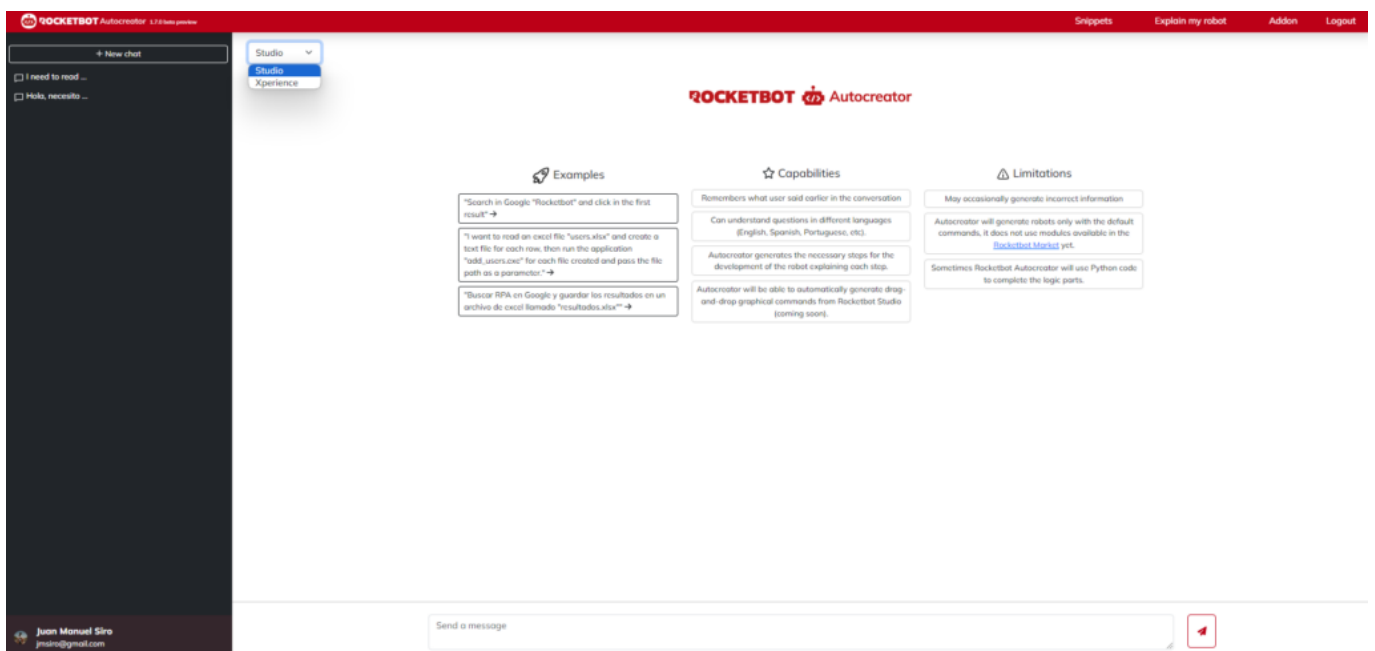 ROCKETBOT Autocreator 1.7.0 beta preview
Snippets
Explain my robot
Addon
Logout
+ New chat
I need to read ...
Hola, necesito ...
Studio
Studio
Xperience
ROCKETBOT Autocreator
Examples
"Search in Google "Rocketbot" and click in the first
result" →
"I want to read an excel file "users.xlsx" and create a
text file for each row, then run the application
"add_users.exe" for each file created and pass the file
path as a parameter." →
"Buscar RPA en Google y guardar los resultados en un
archivo de excel llamado "resultados.xlsx"" →
Capabilities
Remembers what user said earlier in the conversation
Can understand questions in different languages
(English, Spanish, Portuguese, etc).
Autocreator generates the necessary steps for the
development of the robot explaining each step.
Autocreator will be able to automatically generate drag-
and-drop graphical commands from Rocketbot Studio
(coming soon).
Limitations
May occasionally generate incorrect information
Autocreator will generate robots only with the default
commands, it does not use modules available in the
Rocketbot Market yet.
Sometimes Rocketbot Autocreator will use Python code
to complete the logic parts.
Juan Manuel Siro
jmsiro@gmail.com
Send a message